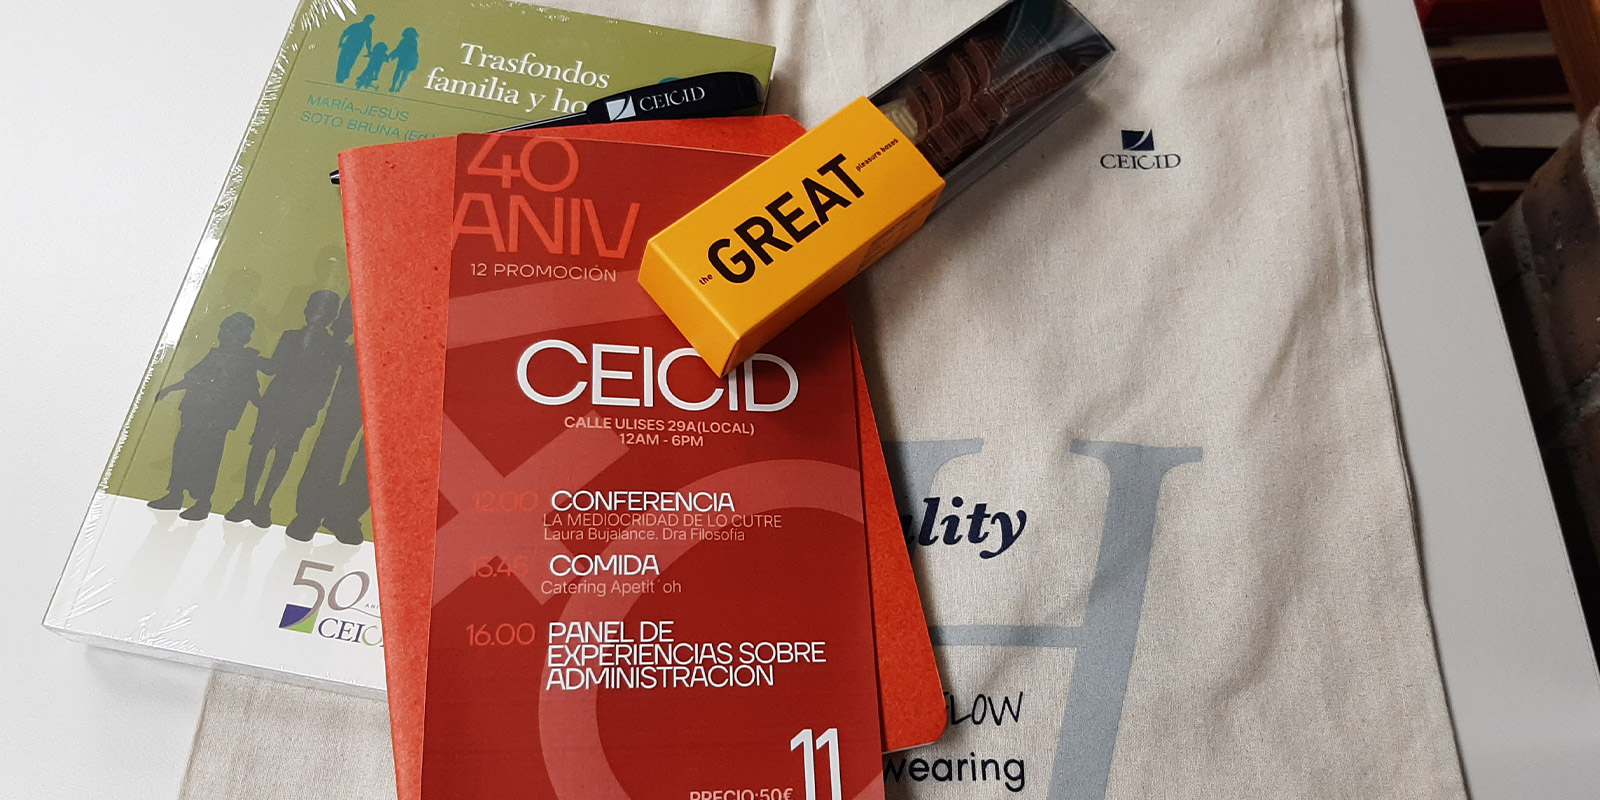 Trasfondos
familia y ho
MARÍA-JESÚS
SOTO BRUNA (Ed.)
CEICID
the GREAT pleasure boxes
CEICID
40
ANIV
12 PROMOCIÓN
CEICID
CALLE ULISES 29A(LOCAL)
12AM - 6PM
12:00 CONFERENCIA
LA MEDIOCRIDAD DE LO CUTRE
Laura Bujalance. Dra Filosofía
13.45 COMIDA
Catering Apetit´oh
16.00 PANEL DE
EXPERIENCIAS SOBRE
ADMINISTRACIÓN
11
PRECIO:50€
50
CEIC
H
ality
LOW
wearing